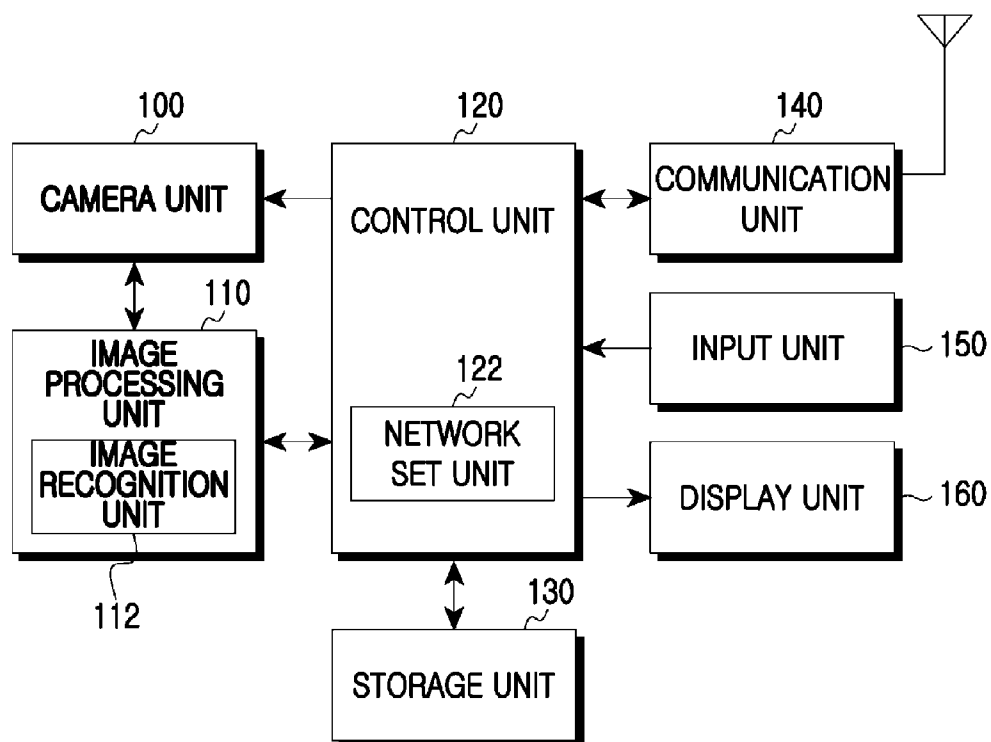 100
CAMERA UNIT
110
IMAGE
PROCESSING
UNIT
IMAGE
RECOGNITION
UNIT
112
120
CONTROL UNIT
122
NETWORK
SET UNIT
130
STORAGE UNIT
140
COMMUNICATION
UNIT
INPUT UNIT
150
DISPLAY UNIT
160